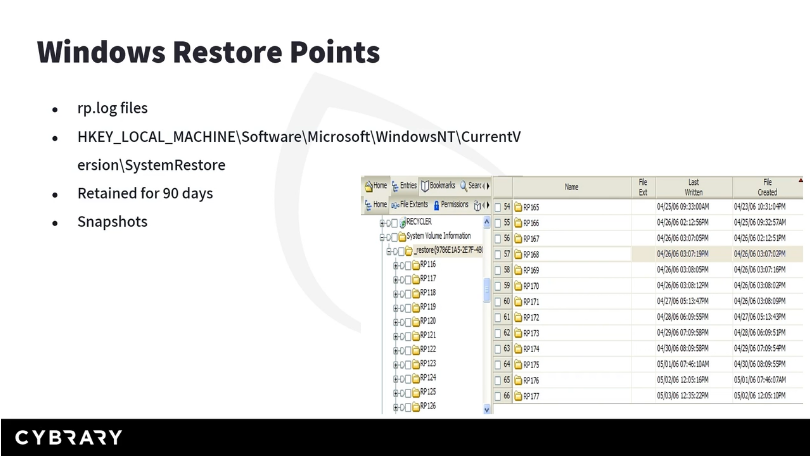 Windows Restore Points
● rp.log files
● HKEY_LOCAL_MACHINE\Software\Microsoft\WindowsNT\CurrentV
ersion\SystemRestore
● Retained for 90 days
● Snapshots
Home Entries Bookmarks Searc
Home File Extents Permissions
RECYCLER
System Volume Information
RP116
RP117
RP118
RP119
RP120
RP121
RP122
RP123
RP124
RP125
RP126
Name File Ext Last Written File Created
54 RP165 04/25/06 09:33:00AM 04/23/06 10:31:04PM
55 RP166 04/26/06 02:12:56PM 04/25/06 09:32:57AM
56 RP167 04/26/06 03:07:05PM 04/26/06 02:12:51PM
57 RP168 04/26/06 03:07:19PM 04/26/06 03:07:02PM
58 RP169 04/26/06 03:08:05PM 04/26/06 03:07:16PM
59 RP170 04/26/06 03:08:12PM 04/26/06 03:08:02PM
60 RP171 04/27/06 05:13:47PM 04/26/06 03:08:09PM
61 RP172 04/28/06 06:09:55PM 04/27/06 05:13:43PM
62 RP173 04/29/06 07:09:58PM 04/28/06 06:09:51PM
63 RP174 04/30/06 08:09:58PM 04/29/06 07:09:54PM
64 RP175 05/01/06 07:46:10AM 04/30/06 08:09:55PM
65 RP176 05/02/06 12:05:16PM 05/01/06 07:46:07AM
66 RP177 05/03/06 12:35:22PM 05/02/06 12:05:10PM
CYBRARY